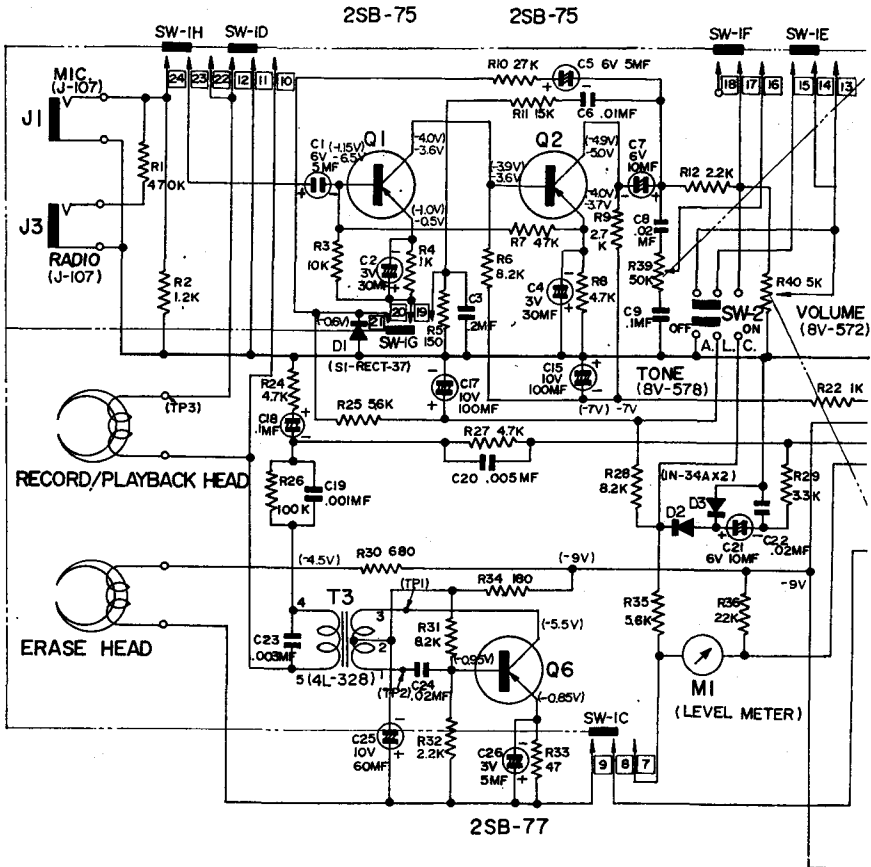 2SB-75
2SB-75
SW-1H
SW-1D
SW-1F
SW-1E
MIC.
(J-107)
J1
24
23
22
12
11
10
18
17
16
15
14
13
R10 27K
C5 6V 5MF
R11 15K
C6 .01MF
R1
470K
C1
6V
5MF
(-1.15V)
-6.5V
Q1
(-4.0V)
-3.6V
(-3.9V)
-3.6V
Q2
(-4.9V)
-5.0V
C7
6V
10MF
R12 2.2K
J3
RADIO
(J-107)
(-1.0V)
-0.5V
(-4.0V)
-3.7V
R9
2.7
K
C8
.02
MF
R3
10K
C2
3V
30MF
R4
1K
R7 47K
R6
8.2K
C4
3V
30MF
R8
4.7K
R39
50K
R40 5K
R2
1.2K
(-0.6V)
21
20
19
D1
SW-1G
(SI-RECT-37)
R5
150
C3
.2MF
C9
.1MF
SW-2
OFF
ON
A. L. C.
VOLUME
(8V-572)
R24
4.7K
C17
10V
100MF
C15
10V
100MF
TONE
(8V-578)
(-7V) -7V
R22 1K
(TP3)
R25 5.6K
C18
.1MF
R27 4.7K
C20 .005MF
RECORD/PLAYBACK HEAD
R26
100K
C19
.001MF
R28
8.2K
(IN-34AX2)
D3
D2
R29
3.3K
C21
6V 10MF
C22
.02MF
(-4.5V)
R30 680
(-9V)
-9V
R34 180
(TP1)
T3
4
3
2
1
5(4L-328)
R31
8.2K
(-5.5V)
R35
5.6K
R36
22K
ERASE HEAD
C23
.003MF
(TP2)
C24
.02MF
(-0.95V)
Q6
(-0.85V)
M1
(LEVEL METER)
C25
10V
60MF
R32
2.2K
C26
3V
5MF
R33
47
SW-1C
9
8
7
2SB-77